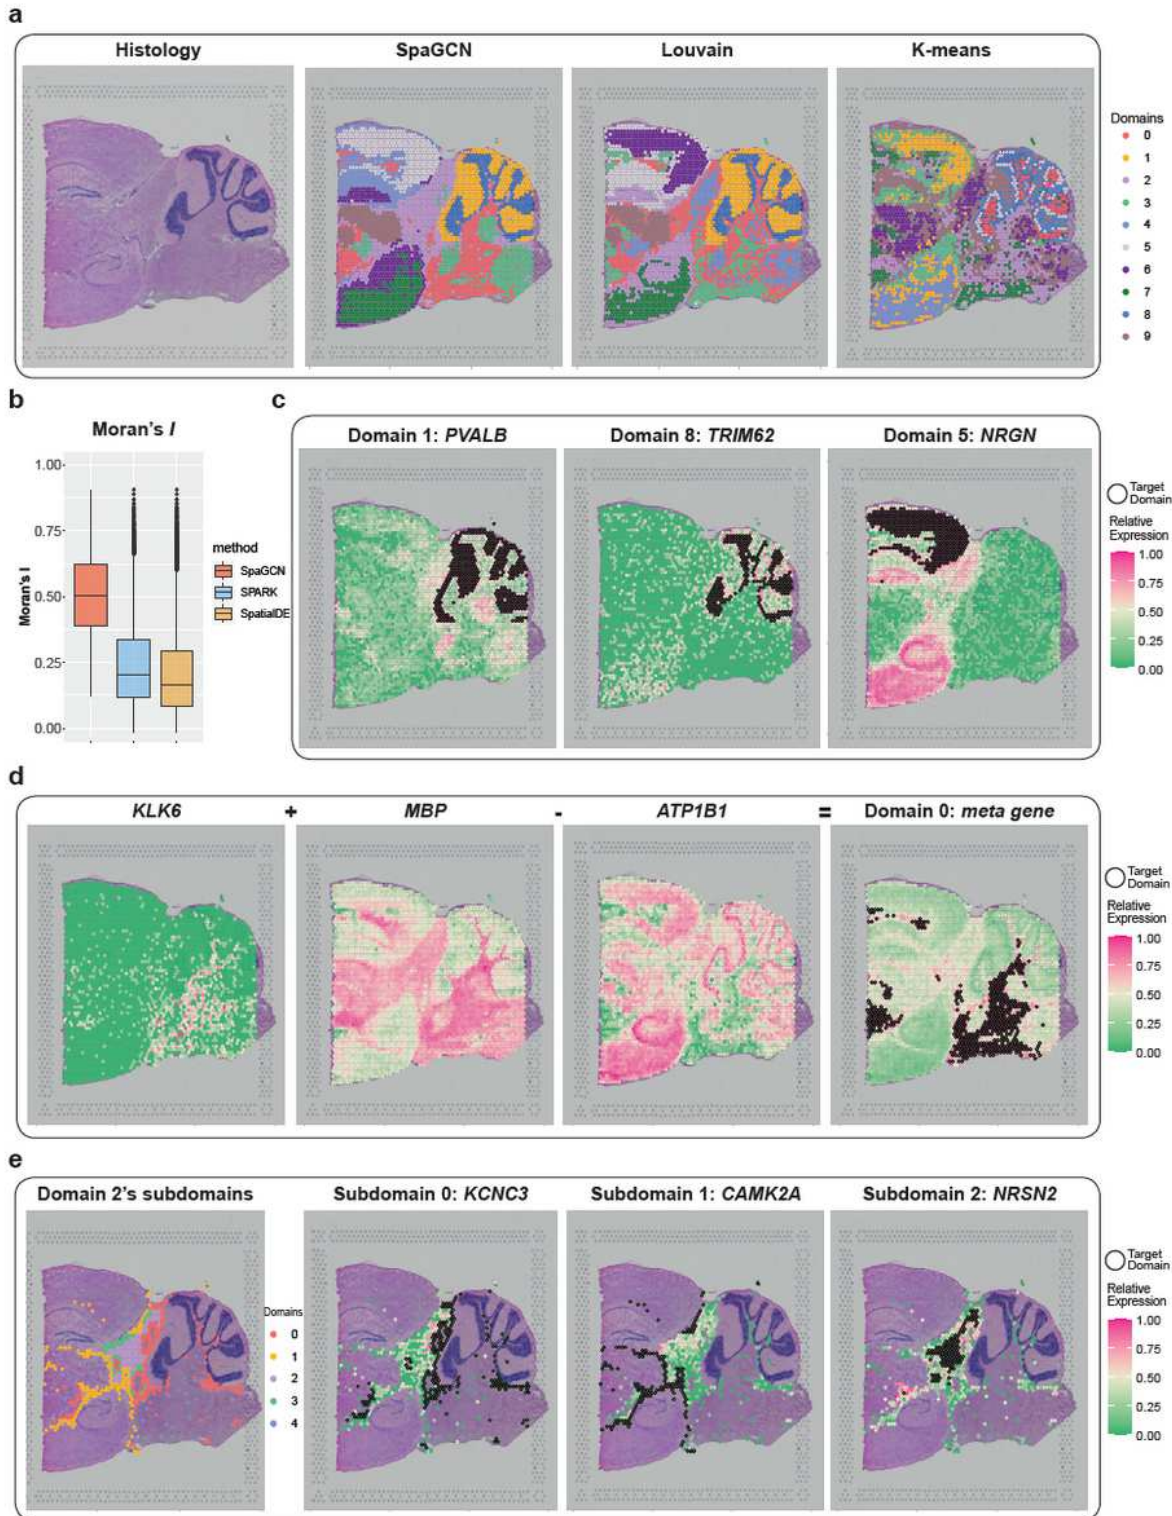 a
Histology SpaGCN Louvain K-means
Domains
0
1
2
3
4
5
6
7
8
9
b
Moran's I
1.00
0.75
0.50
0.25
0.00
Moran's I
method
SpaGCN
SPARK
SpatialDE
c
Domain 1: PVALB Domain 8: TRIM62 Domain 5: NRGN
Target
Domain
Relative
Expression
1.00
0.75
0.50
0.25
0.00
d
KLK6 + MBP - ATP1B1 = Domain 0: meta gene
Target
Domain
Relative
Expression
1.00
0.75
0.50
0.25
0.00
e
Domain 2's subdomains Subdomain 0: KCNC3 Subdomain 1: CAMK2A Subdomain 2: NRSN2
Domains
0
1
2
3
4
Target
Domain
Relative
Expression
1.00
0.75
0.50
0.25
0.00